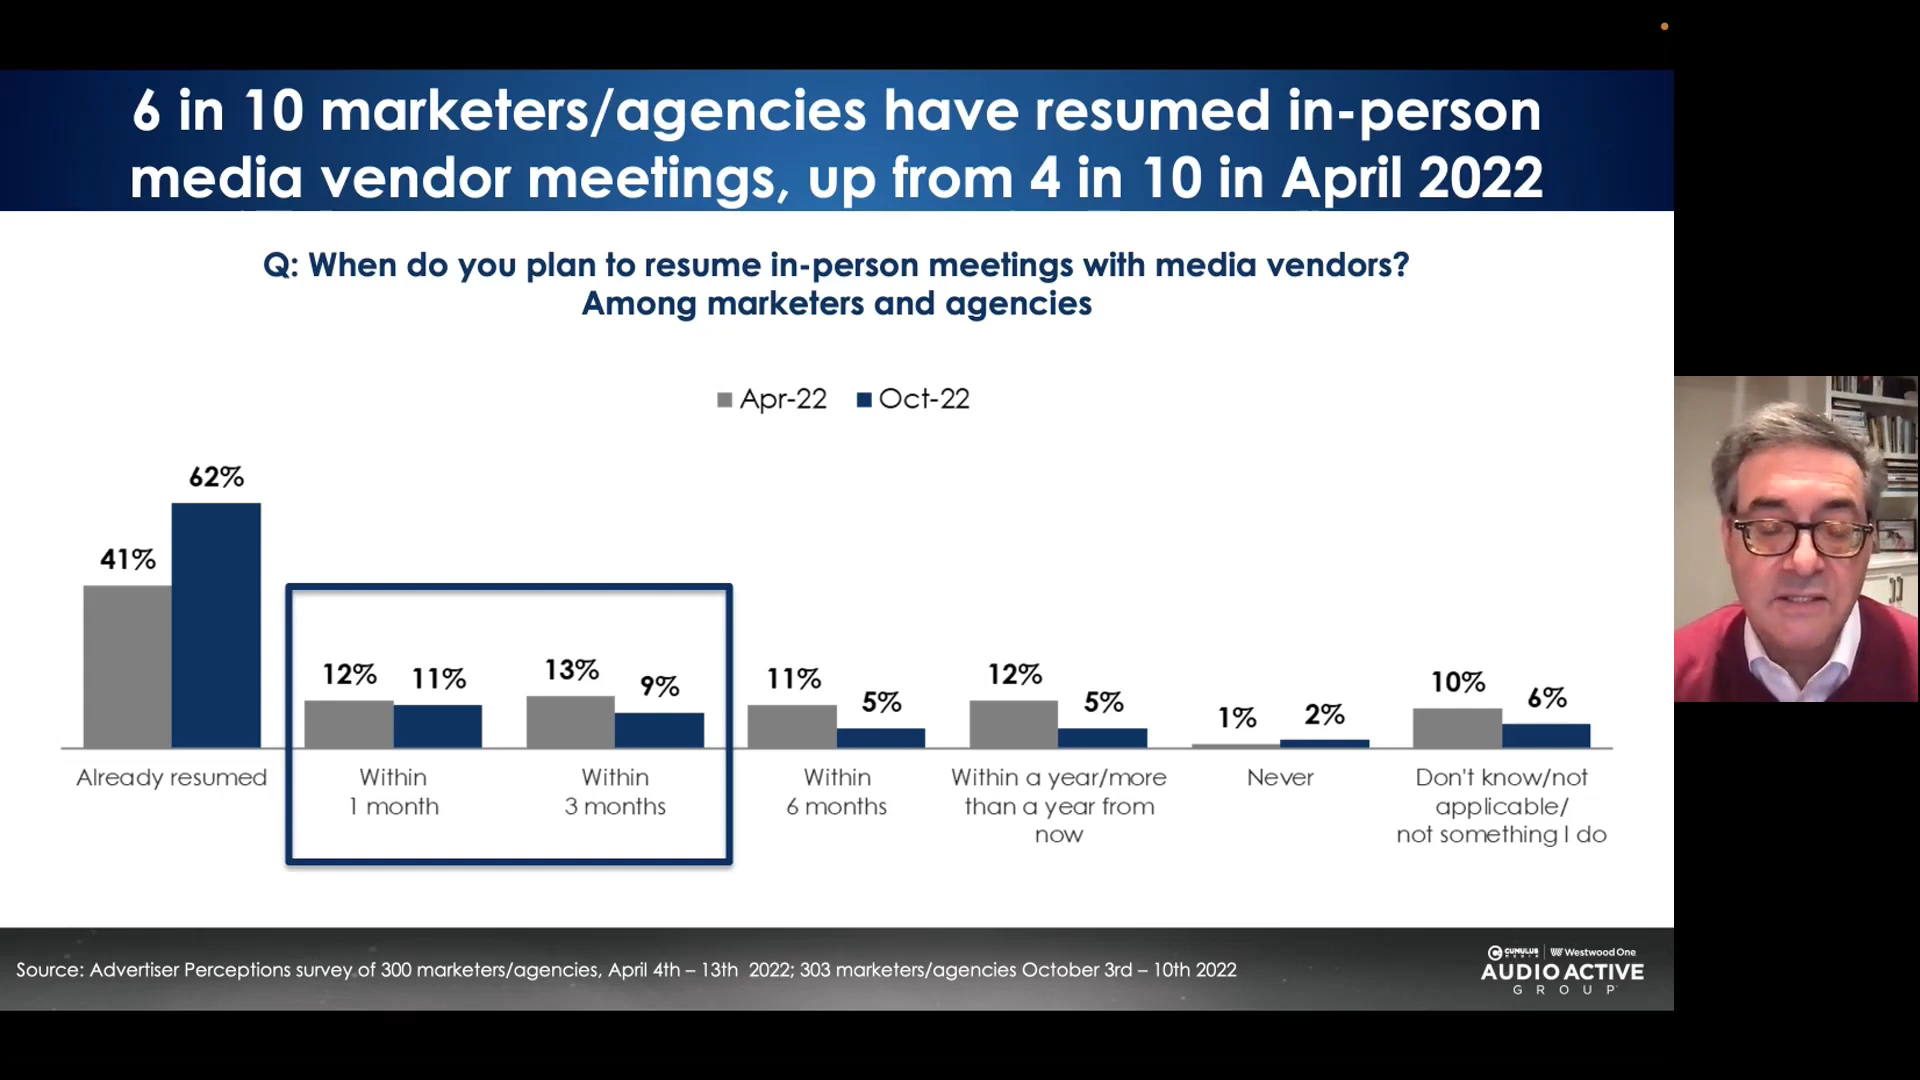 6 in 10 marketers/agencies have resumed in-person
media vendor meetings, up from 4 in 10 in April 2022
Q: When do you plan to resume in-person meetings with media vendors?
Among marketers and agencies
Apr-22 Oct-22
41% 62% 12% 11% 13% 9% 11% 5% 12% 5% 1% 2% 10% 6%
Already resumed
Within
1 month
Within
3 months
Within
6 months
Within a year/more
than a year from
now
Never
Don't know/not
applicable/
not something I do
Source: Advertiser Perceptions survey of 300 marketers/agencies, April 4th – 13th 2022; 303 marketers/agencies October 3rd – 10th 2022
CUMULUS MEDIA | Westwood One
AUDIO ACTIVE
GROUP